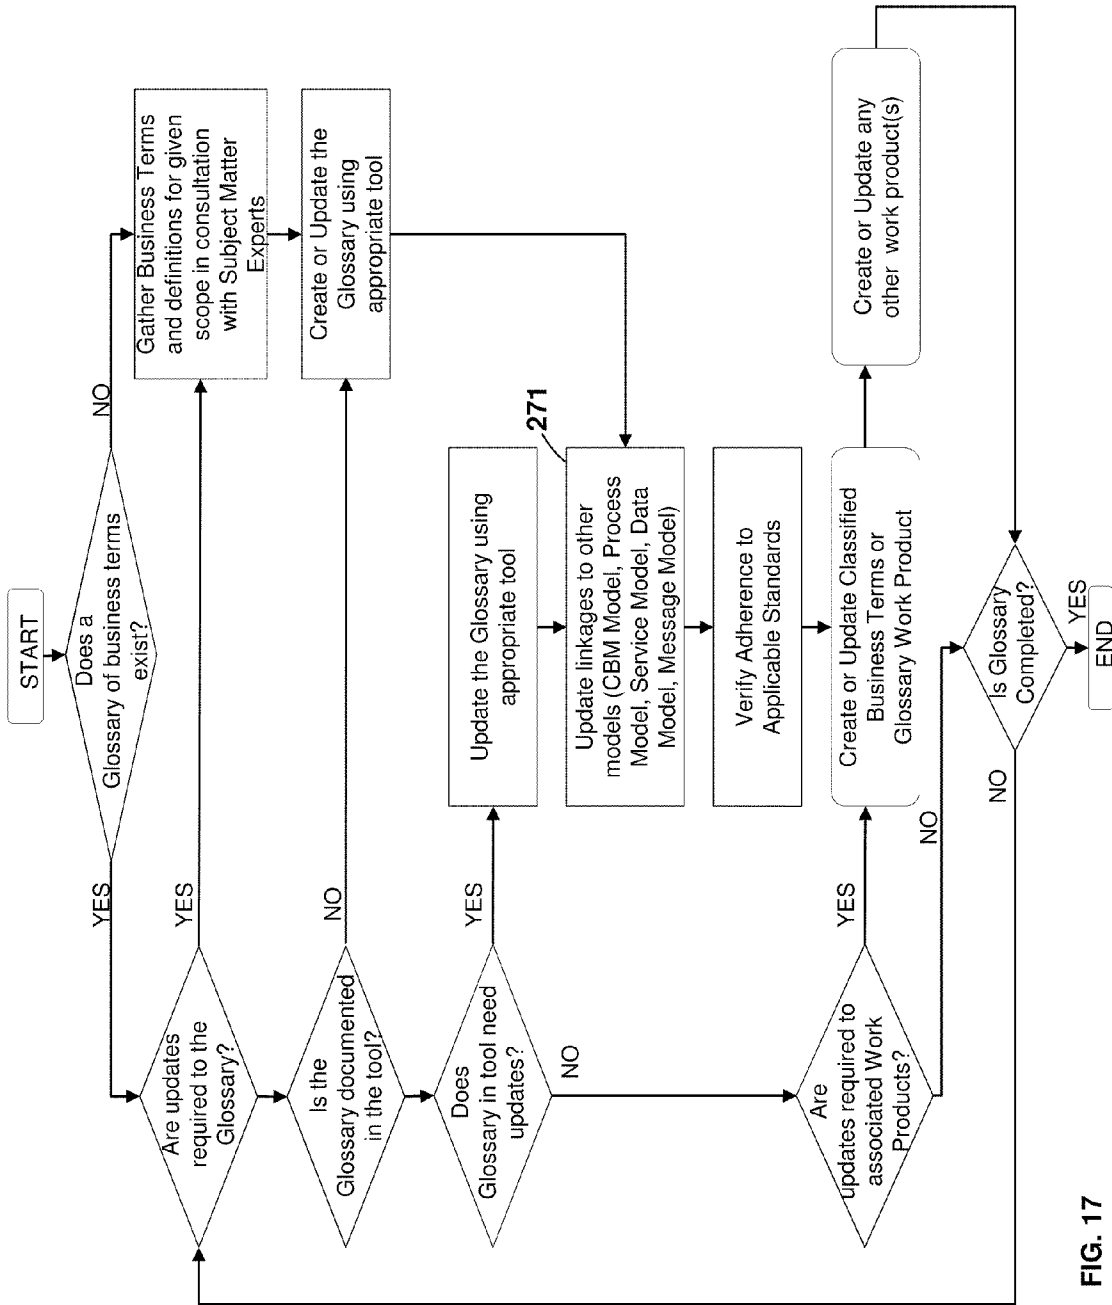 START
Does a
Glossary of business terms
exist?
YES
NO
Are updates
required to the
Glossary?
YES
Gather Business Terms
and definitions for given
scope in consultation
with Subject Matter
Experts
Is the
Glossary documented
in the tool?
NO
Create or Update the
Glossary using
appropriate tool
Does
Glossary in tool need
updates?
YES
NO
Update the Glossary using
appropriate tool
271
Update linkages to other
models (CBM Model, Process
Model, Service Model, Data
Model, Message Model)
Verify Adherence to
Applicable Standards
Are
updates required to
associated Work
Products?
YES
NO
Create or Update Classified
Business Terms or
Glossary Work Product
Create or Update any
other work product(s)
Is Glossary
Completed?
NO
YES
END
FIG. 17